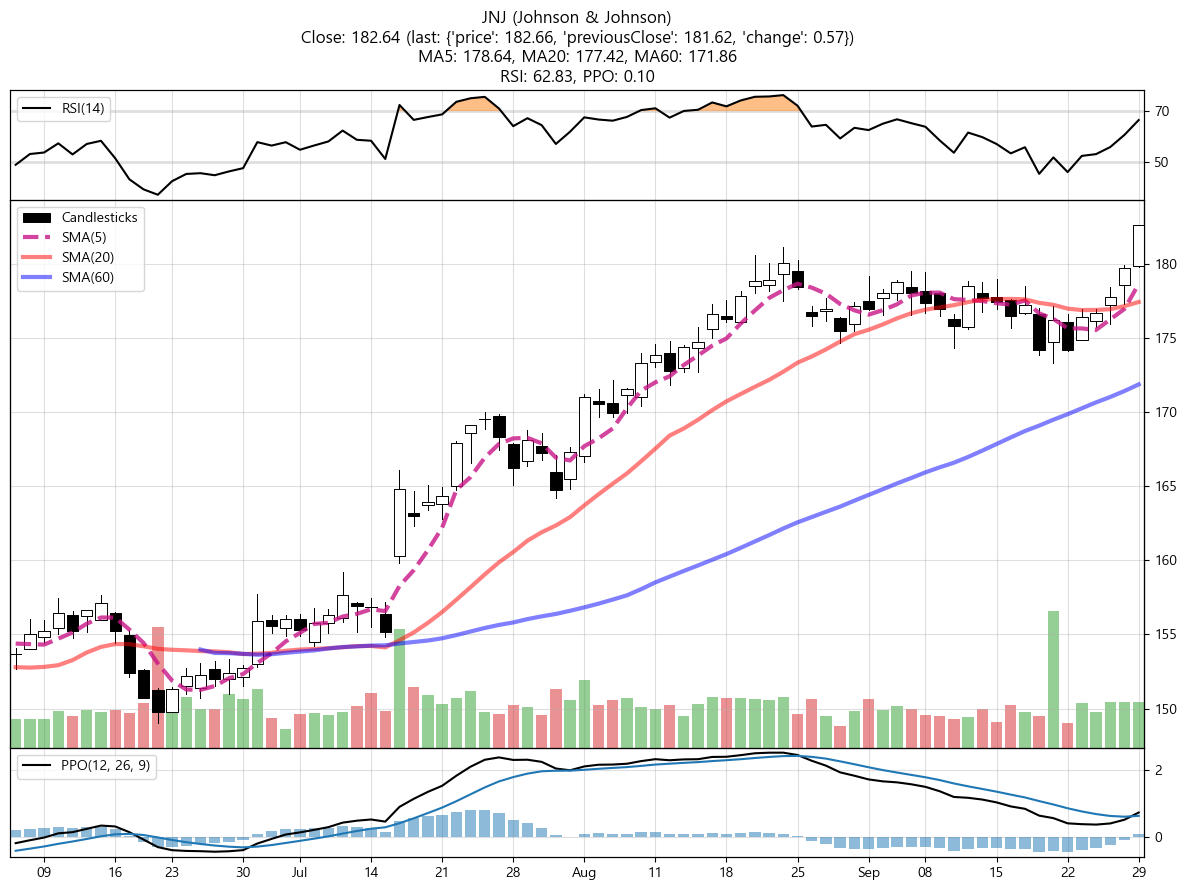 JNJ (Johnson & Johnson)
Close: 182.64 (last: {'price': 182.66, 'previousClose': 181.62, 'change': 0.57})
MA5: 178.64, MA20: 177.42, MA60: 171.86
RSI: 62.83, PPO: 0.10
RSI(14)
70
50
Candlesticks
SMA(5)
SMA(20)
SMA(60)
180
175
170
165
160
155
150
PPO(12, 26, 9)
2
0
09 16 23 30 Jul 14 21 28 Aug 11 18 25 Sep 08 15 22 29